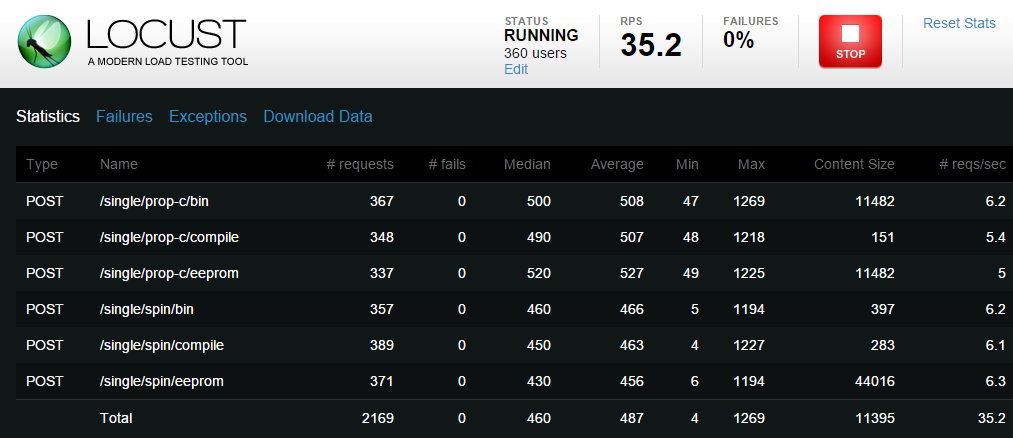 LOCUST
A MODERN LOAD TESTING TOOL
STATUS
RUNNING
360 users
Edit
RPS
35.2
FAILURES
0%
STOP
Reset Stats
Statistics Failures Exceptions Download Data
Type Name # requests # fails Median Average Min Max Content Size # reqs/sec
POST /single/prop-c/bin 367 0 500 508 47 1269 11482 6.2
POST /single/prop-c/compile 348 0 490 507 48 1218 151 5.4
POST /single/prop-c/eeprom 337 0 520 527 49 1225 11482 5
POST /single/spin/bin 357 0 460 466 5 1194 397 6.2
POST /single/spin/compile 389 0 450 463 4 1227 283 6.1
POST /single/spin/eeprom 371 0 430 456 6 1194 44016 6.3
Total 2169 0 460 487 4 1269 11395 35.2